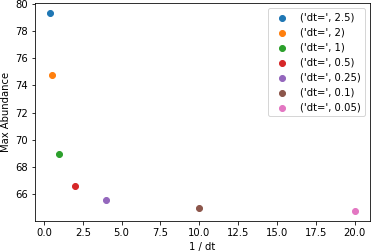 80
78
76
74
72
70
68
66
Max Abundance
0.0 2.5 5.0 7.5 10.0 12.5 15.0 17.5 20.0
1 / dt
('dt=', 2.5)
('dt=', 2)
('dt=', 1)
('dt=', 0.5)
('dt=', 0.25)
('dt=', 0.1)
('dt=', 0.05)